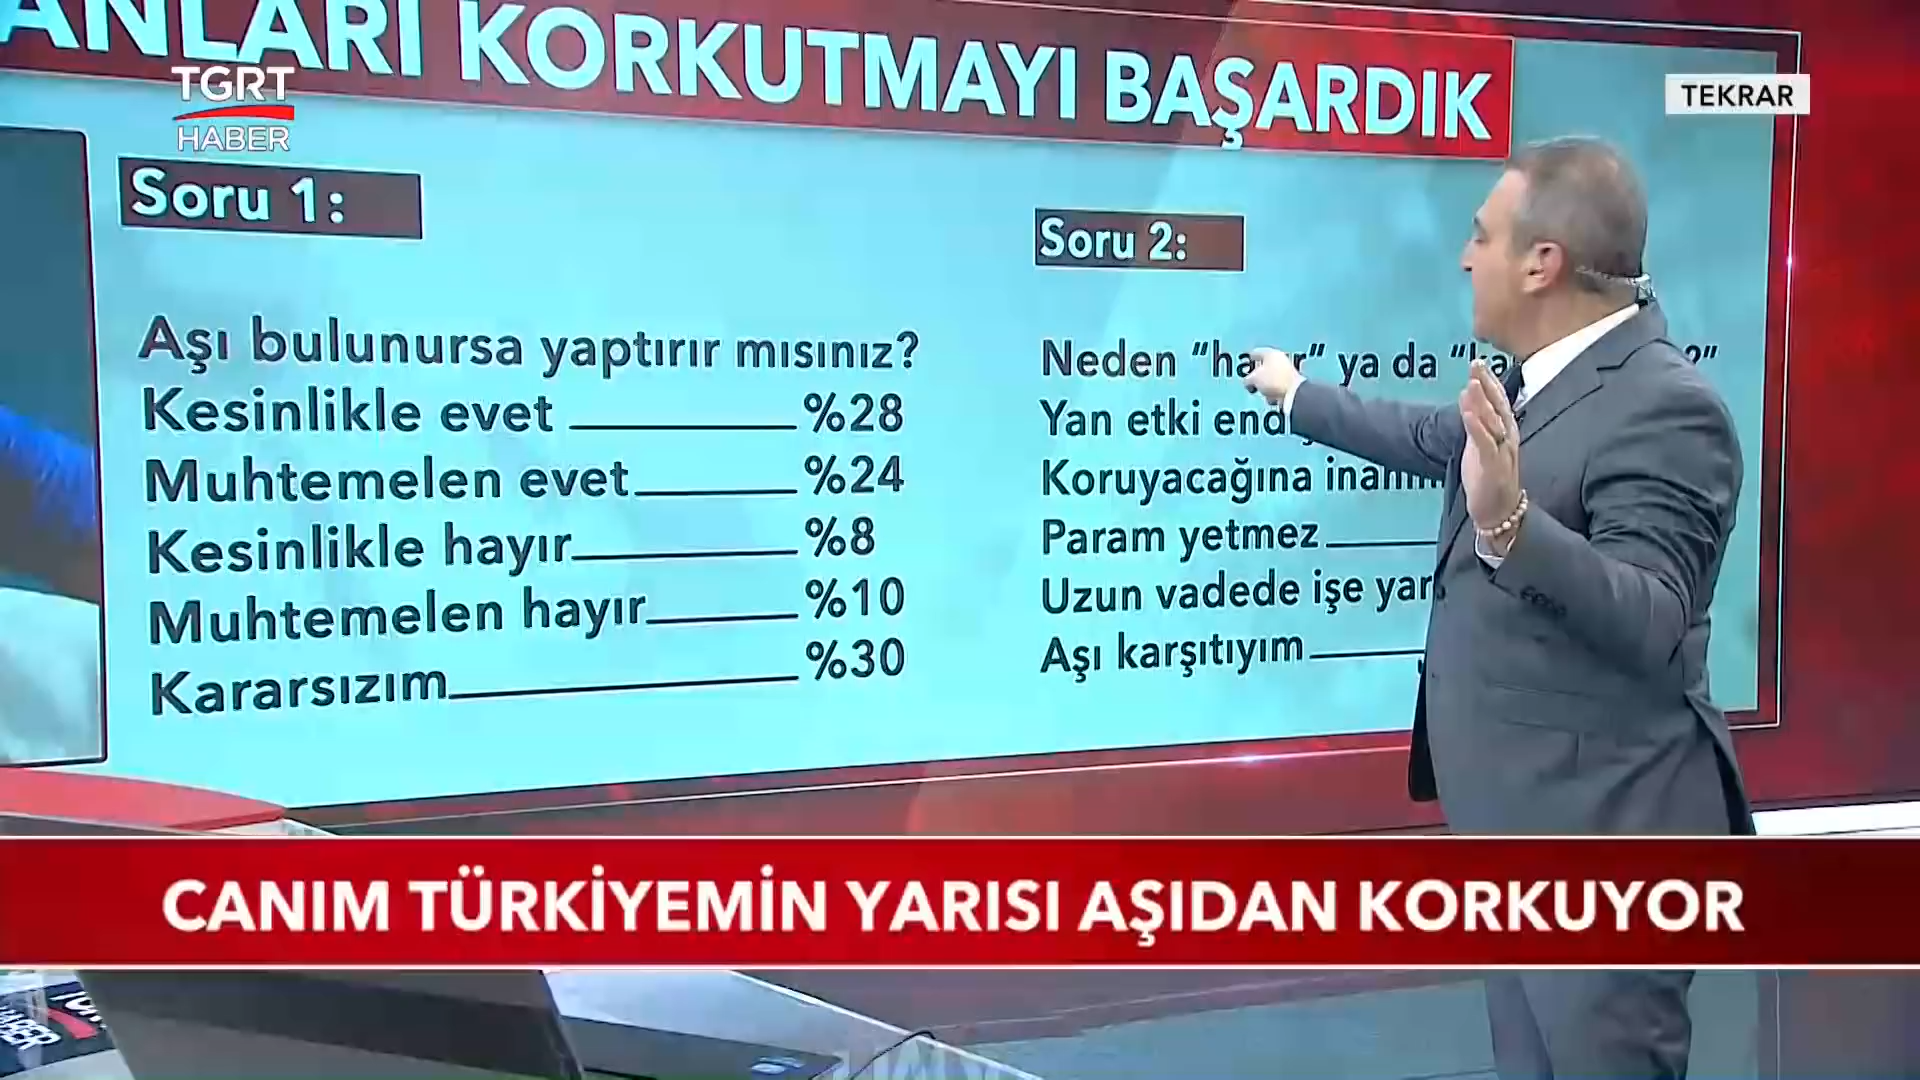 ANLARI KORKUTMAYI BAŞARDIK
TGRT
HABER
TEKRAR
Soru 1:
Aşı bulunursa yaptırır mısınız?
Kesinlikle evet %28
Muhtemelen evet %24
Kesinlikle hayır %8
Muhtemelen hayır %10
Kararsızım %30
Soru 2:
Neden "hayır" ya da
Yan etki
Koruyacağına
Param yetmez
Uzun vadede işe
Aşı karşıtıyım
CANIM TÜRKİYEMİN YARISI AŞIDAN KORKUYOR